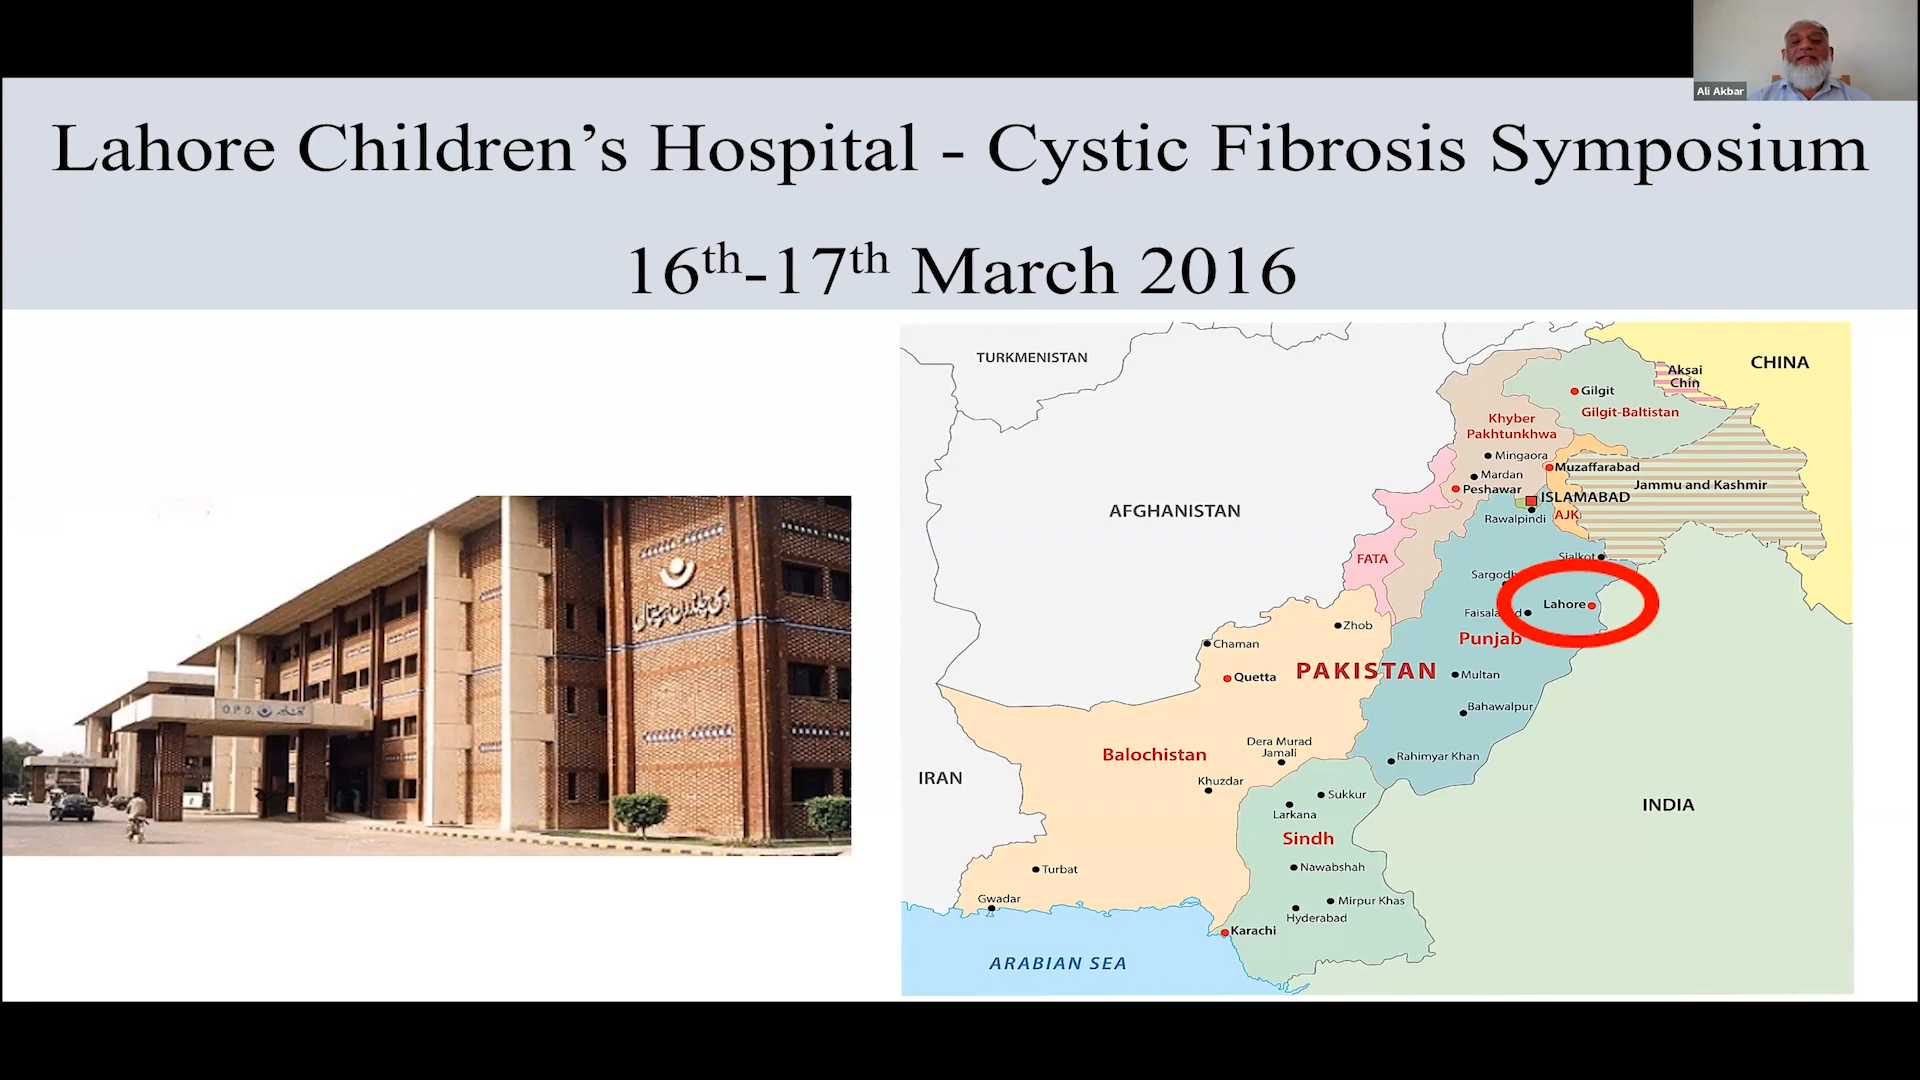 Ali Akbar
Lahore Children’s Hospital - Cystic Fibrosis Symposium
16th-17th March 2016
دی چلڈرن ہسپتال
O.P.D.
TURKMENISTAN
CHINA
Aksai
Chin
Gilgit
Gilgit-Baltistan
Khyber
Pakhtunkhwa
Mingaora
Muzaffarabad
Mardan
Jammu and Kashmir
Peshawar
ISLAMABAD
AFGHANISTAN
Rawalpindi
AJK
FATA
Sialkot
Lahore
Punjab
Zhob
Chaman
PAKISTAN
Quetta
Multan
Bahawalpur
Dera Murad
Jamali
Balochistan
Rahimyar Khan
IRAN
Khuzdar
Sukkur
INDIA
Larkana
Sindh
Nawabshah
Turbat
Gwadar
Mirpur Khas
Hyderabad
Karachi
ARABIAN SEA